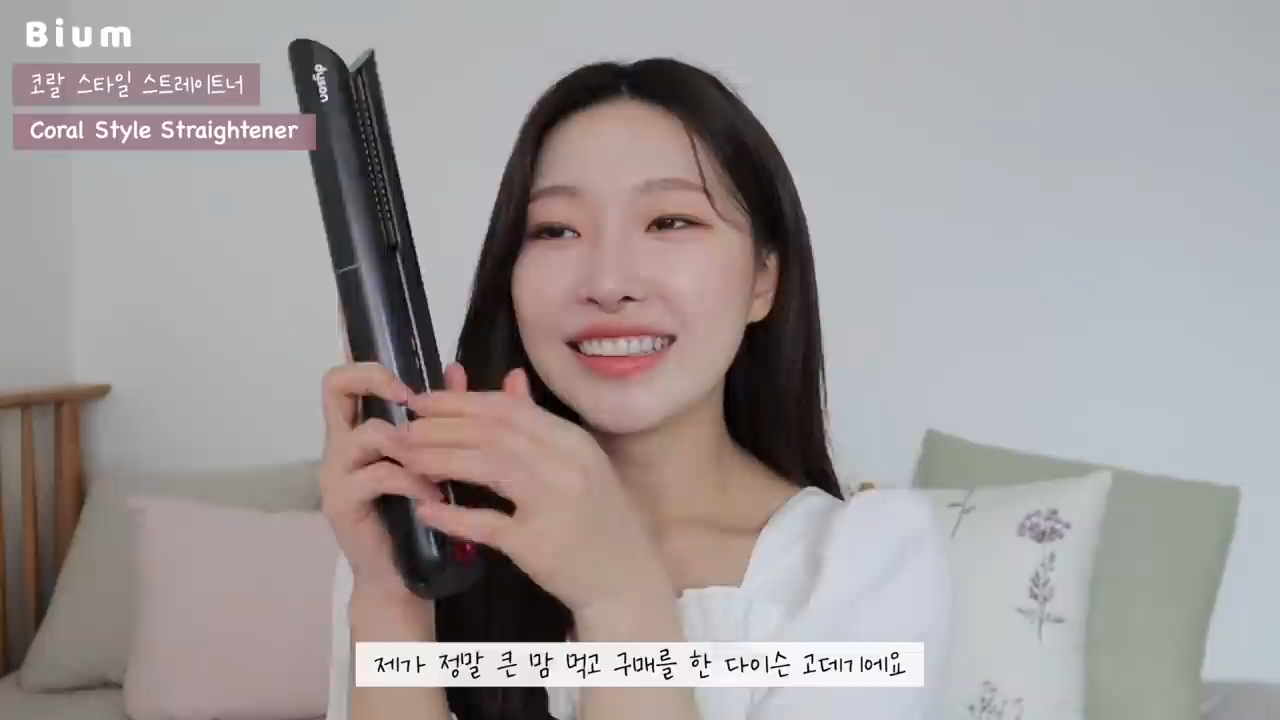 Bium
코랄 스타일 스트레이트너
Coral Style Straightener
dyson
제가 정말 큰 맘 먹고 구매를 한 다이슨 고데기에요